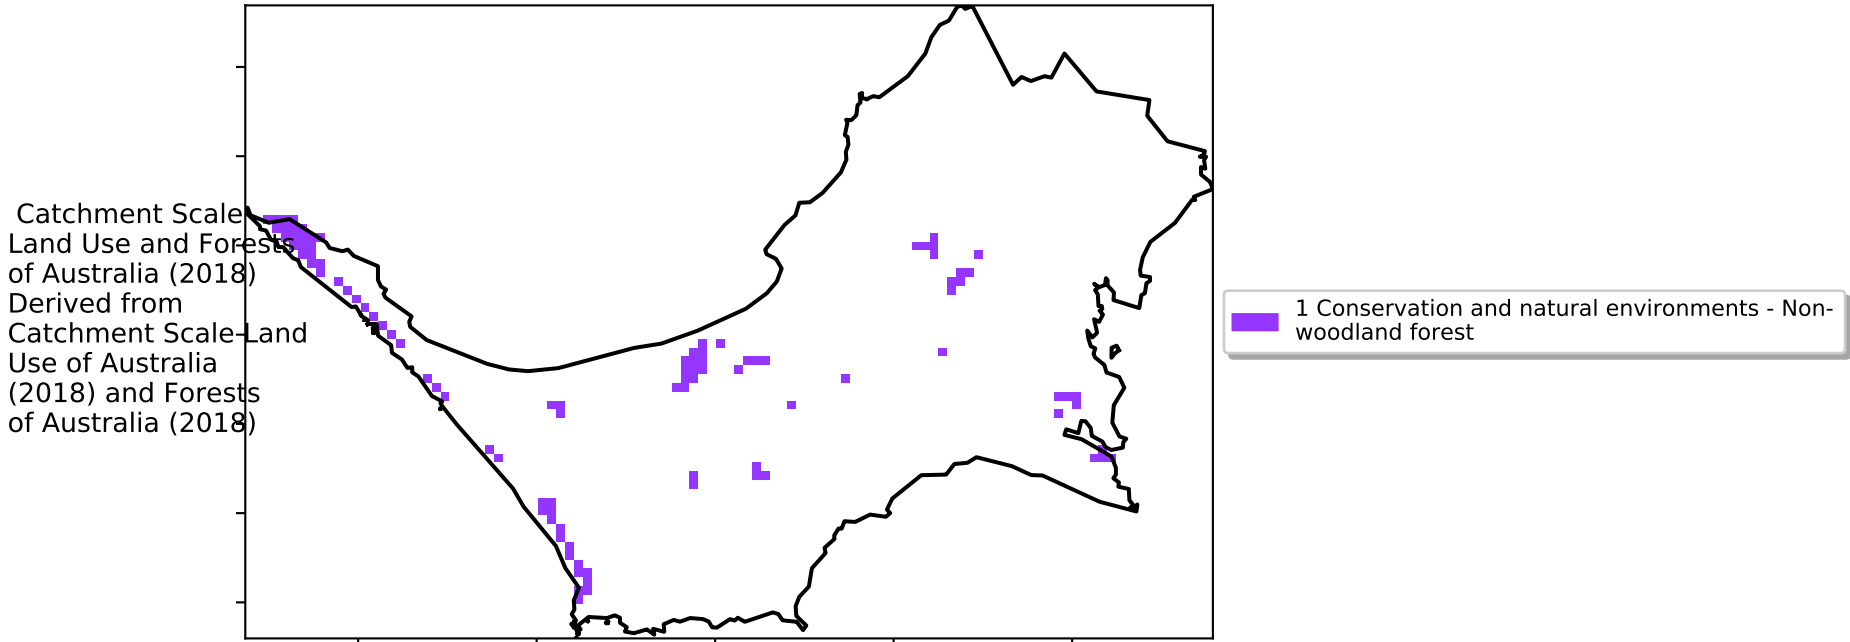 Catchment Scale
Land Use and Forests
of Australia (2018)
Derived from
Catchment Scale Land
Use of Australia
(2018) and Forests
of Australia (2018)
1 Conservation and natural environments - Non-
woodland forest